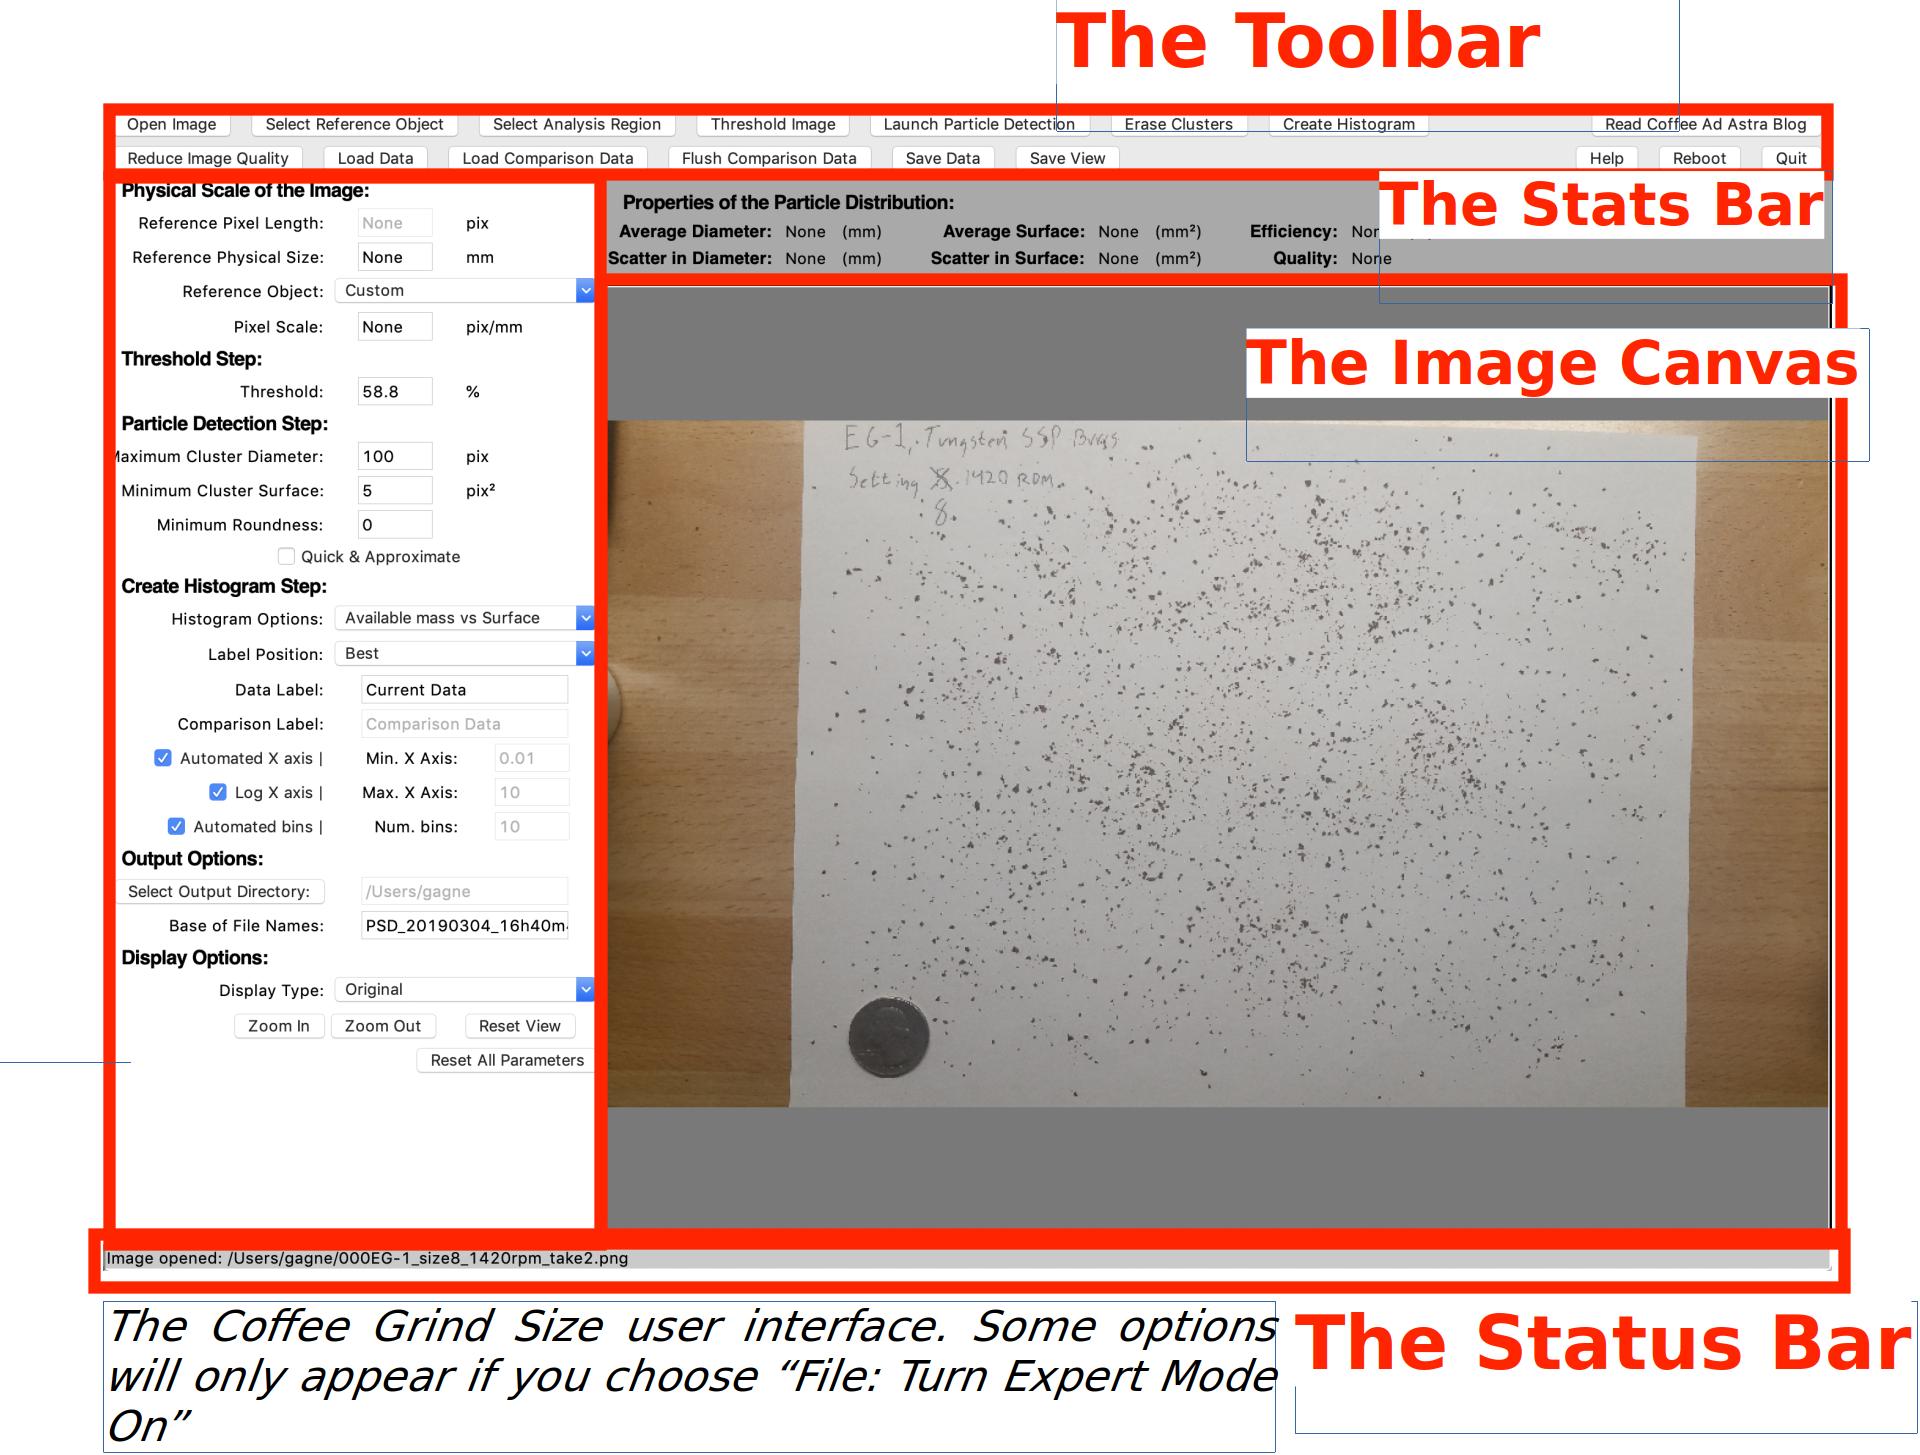 The Toolbar
Open Image Select Reference Object Select Analysis Region Threshold Image Launch Particle Detection Erase Clusters Create Histogram Read Coffee Ad Astra Blog
Reduce Image Quality Load Data Load Comparison Data Flush Comparison Data Save Data Save View Help Reboot Quit
Physical Scale of the Image:
Reference Pixel Length: None pix
Reference Physical Size: None mm
Reference Object: Custom
Pixel Scale: None pix/mm
Threshold Step:
Threshold: 58.8 %
Particle Detection Step:
Maximum Cluster Diameter: 100 pix
Minimum Cluster Surface: 5 pix²
Minimum Roundness: 0
Quick & Approximate
Create Histogram Step:
Histogram Options: Available mass vs Surface
Label Position: Best
Data Label: Current Data
Comparison Label: Comparison Data
Automated X axis | Min. X Axis: 0.01
Log X axis | Max. X Axis: 10
Automated bins | Num. bins: 10
Output Options:
Select Output Directory: /Users/gagne
Base of File Names: PSD_20190304_16h40m
Display Options:
Display Type: Original
Zoom In Zoom Out Reset View
Reset All Parameters
The Stats Bar
Properties of the Particle Distribution:
Average Diameter: None (mm) Average Surface: None (mm²) Efficiency:
Scatter in Diameter: None (mm) Scatter in Surface: None (mm²) Quality: None
The Image Canvas
EG-1, Tungsten SSP Burrs
Setting 1420 RPM
8
Image opened: /Users/gagne/000EG-1_size8_1420rpm_take2.png
The Coffee Grind Size user interface. Some options
will only appear if you choose “File: Turn Expert Mode
On”
The Status Bar